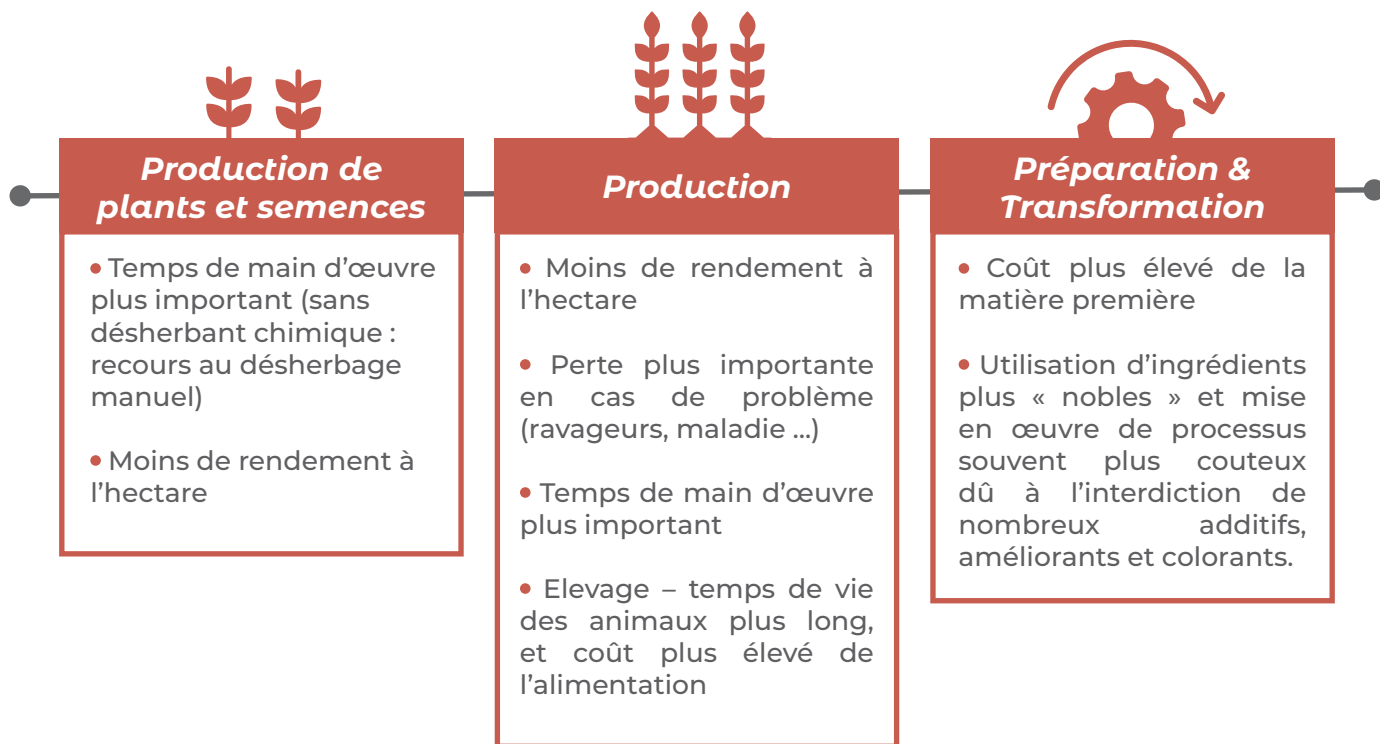 Production de
plants et semences
• Temps de main d’œuvre
plus important (sans
désherbant chimique :
recours au désherbage
manuel)
• Moins de rendement à
l’hectare
Production
• Moins de rendement à
l’hectare
• Perte plus importante
en cas de problème
(ravageurs, maladie ...)
• Temps de main d’œuvre
plus important
• Elevage – temps de vie
des animaux plus long,
et coût plus élevé de
l’alimentation
Préparation &
Transformation
• Coût plus élevé de la
matière première
• Utilisation d’ingrédients
plus « nobles » et mise
en œuvre de processus
souvent plus couteux
dû à l’interdiction de
nombreux additifs,
améliorants et colorants.